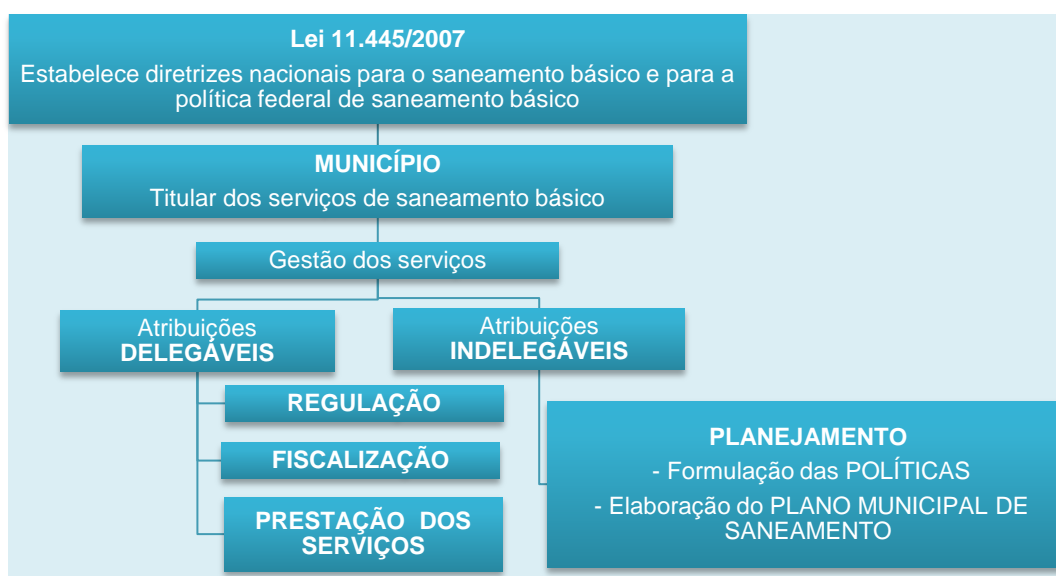 Lei 11.445/2007
Estabelece diretrizes nacionais para o saneamento básico e para a
política federal de saneamento básico
MUNICÍPIO
Titular dos serviços de saneamento básico
Gestão dos serviços
Atribuições
DELEGÁVEIS
Atribuições
INDELEGÁVEIS
REGULAÇÃO
FISCALIZAÇÃO
PRESTAÇÃO DOS
SERVIÇOS
PLANEJAMENTO
- Formulação das POLÍTICAS
- Elaboração do PLANO MUNICIPAL DE
SANEAMENTO